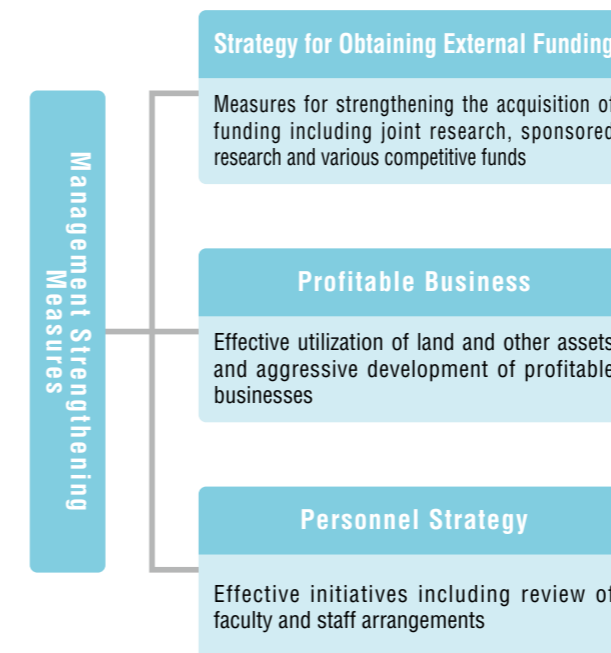 Management Strengthening
Measures
Strategy for Obtaining External Funding
Measures for strengthening the acquisition of
funding including joint research, sponsored
research and various competitive funds
Profitable Business
Effective utilization of land and other assets
and aggressive development of profitable
businesses
Personnel Strategy
Effective initiatives including review of
faculty and staff arrangements